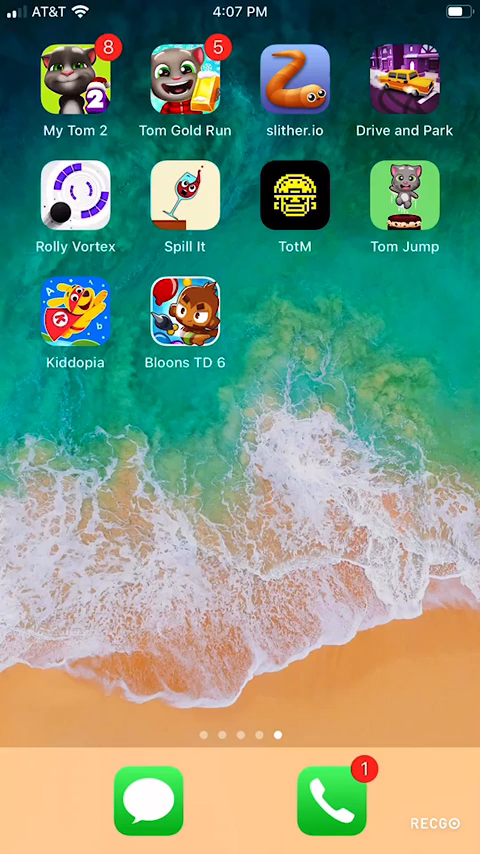 AT&T 4:07 PM
8 5
My Tom 2 Tom Gold Run slither.io Drive and Park
Rolly Vortex Spill It TotM Tom Jump
Kiddopia Bloons TD 6
1
RECGO